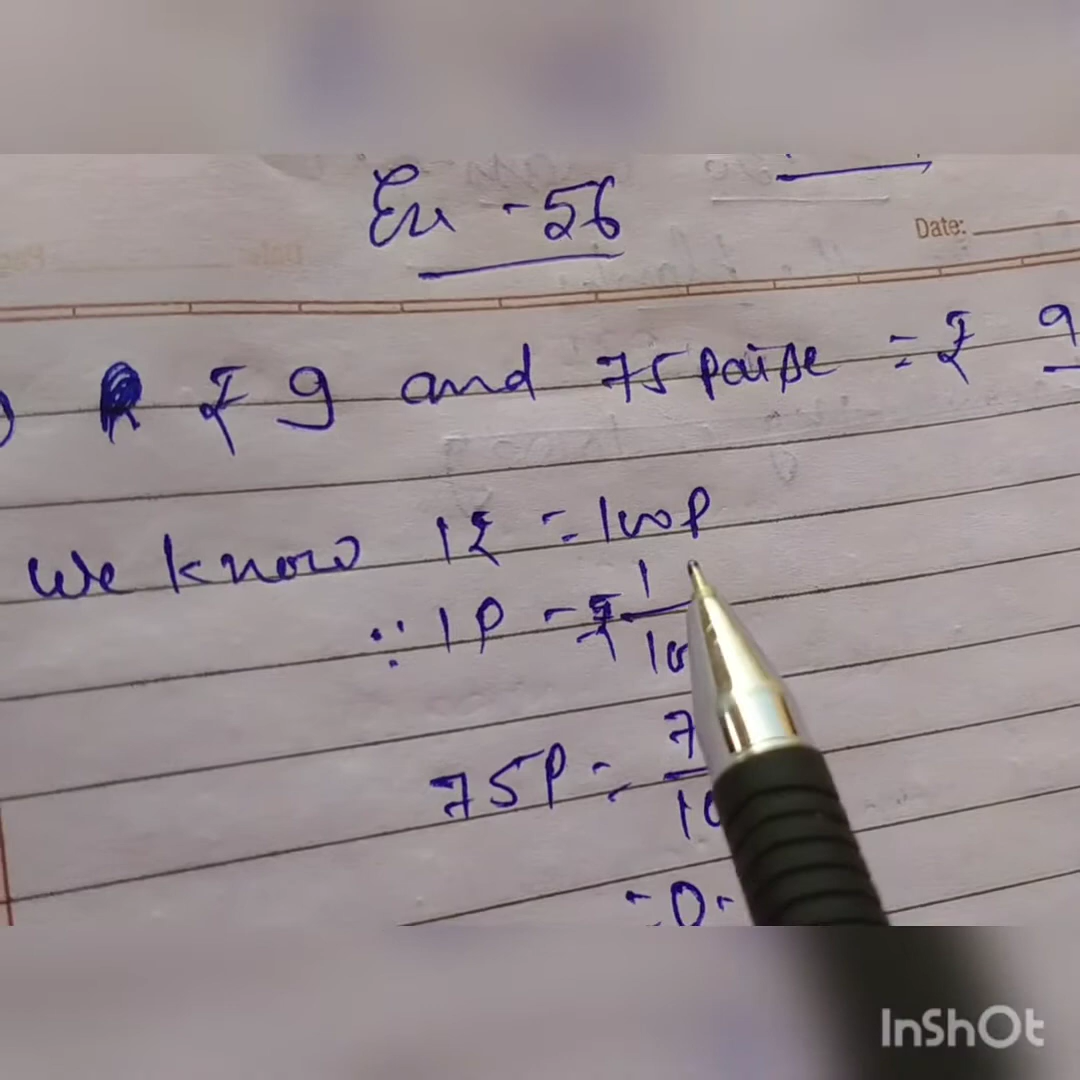 Ex - 56
Date:
₹ 9 and 75 paise = ₹ 9
We know 1₹ = 100P
∵ 1P = ₹ 1
10
75P = 7
10
= 0.
InShOt